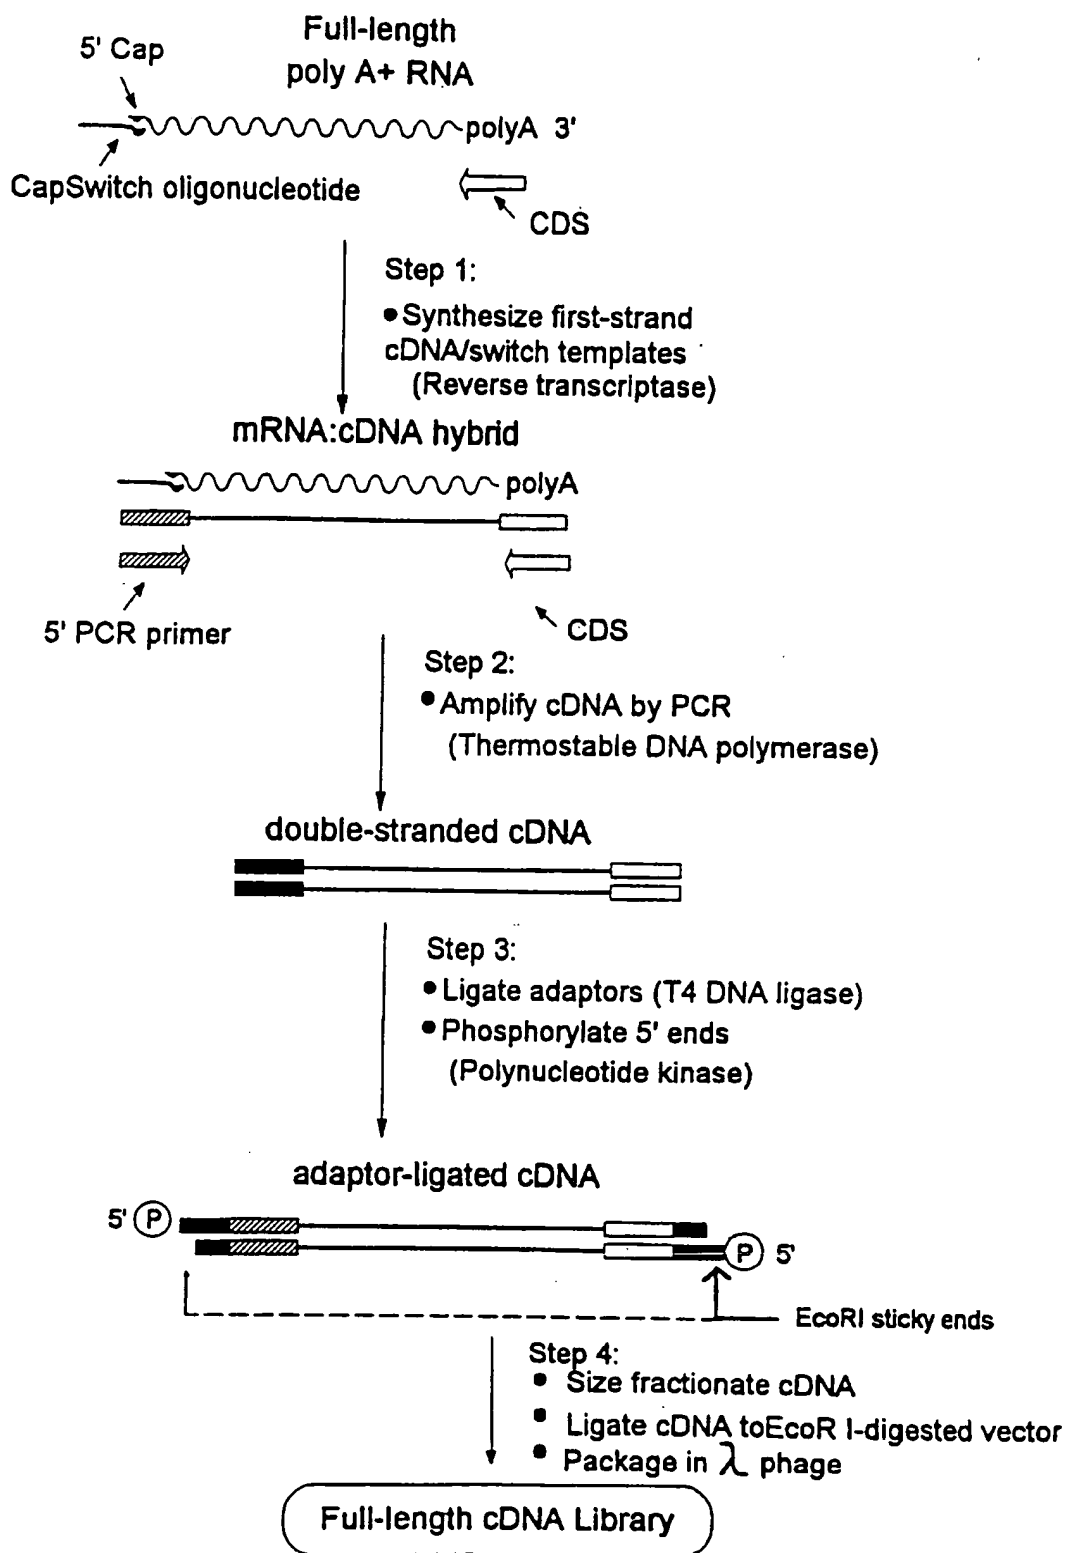 Full-length
poly A+ RNA
5' Cap
polyA 3'
CapSwitch oligonucleotide
CDS
Step 1:
• Synthesize first-strand
cDNA/switch templates
(Reverse transcriptase)
mRNA:cDNA hybrid
polyA
5' PCR primer
CDS
Step 2:
• Amplify cDNA by PCR
(Thermostable DNA polymerase)
double-stranded cDNA
Step 3:
• Ligate adaptors (T4 DNA ligase)
• Phosphorylate 5' ends
(Polynucleotide kinase)
adaptor-ligated cDNA
5' P
P 5'
EcoRI sticky ends
Step 4:
• Size fractionate cDNA
• Ligate cDNA toEcoR I-digested vector
• Package in λ phage
Full-length cDNA Library